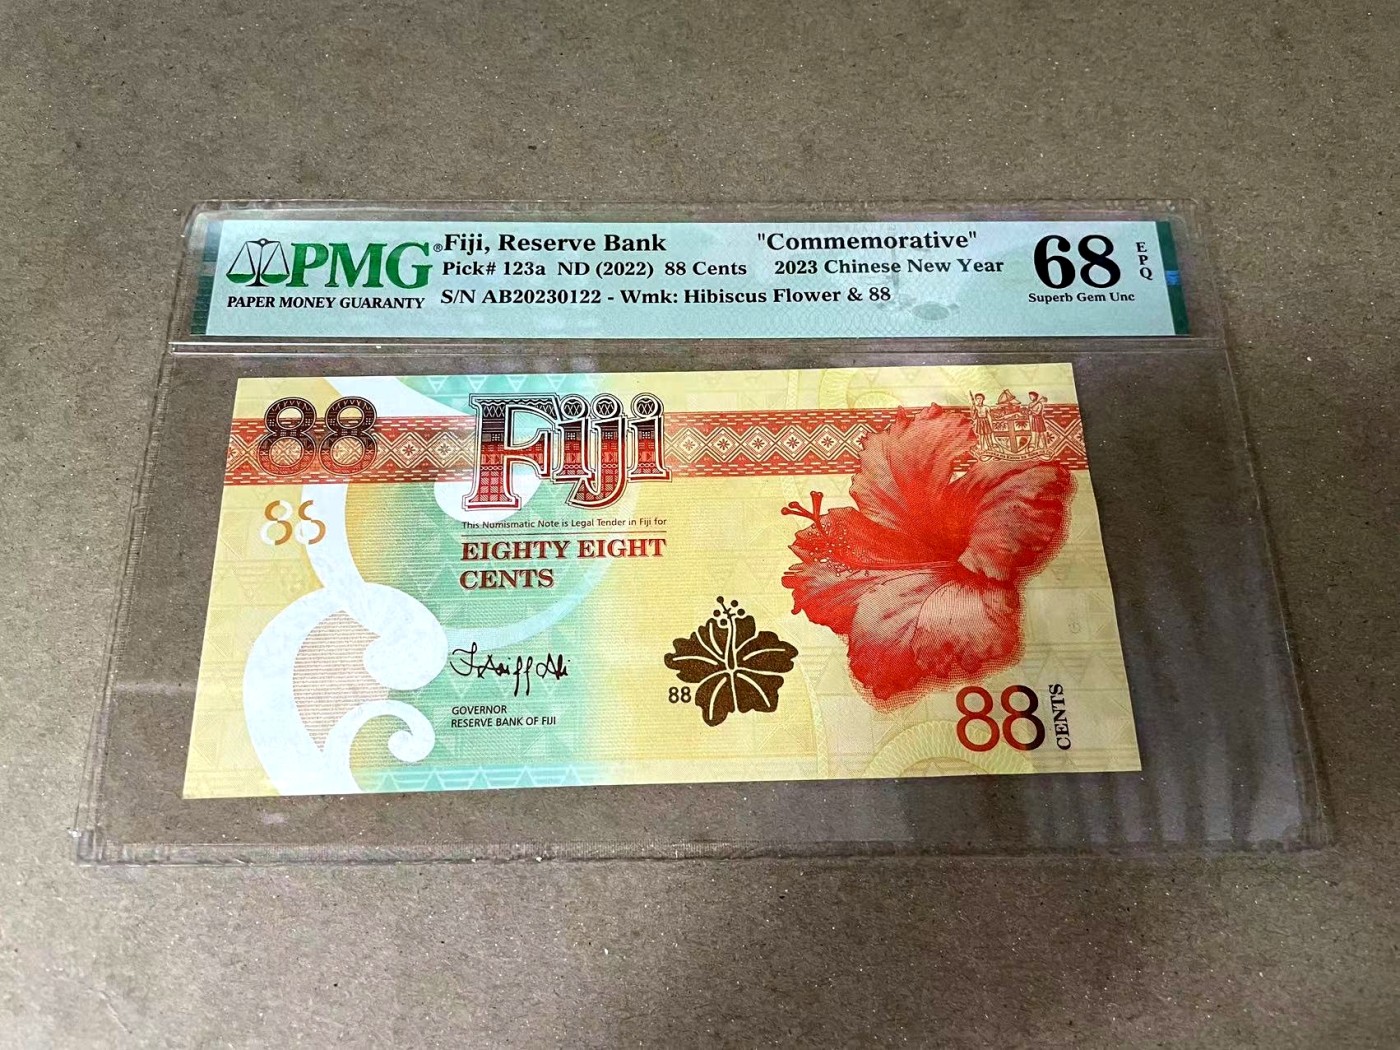 PMG® Fiji, Reserve Bank "Commemorative" 68 EPQ
Pick# 123a ND (2022) 88 Cents 2023 Chinese New Year
PAPER MONEY GUARANTY S/N AB20230122 - Wmk: Hibiscus Flower & 88 Superb Gem Unc
88 Fiji
88
This Numismatic Note is Legal Tender in Fiji for
EIGHTY EIGHT
CENTS
GOVERNOR
RESERVE BANK OF FIJI
88
88 CENTS